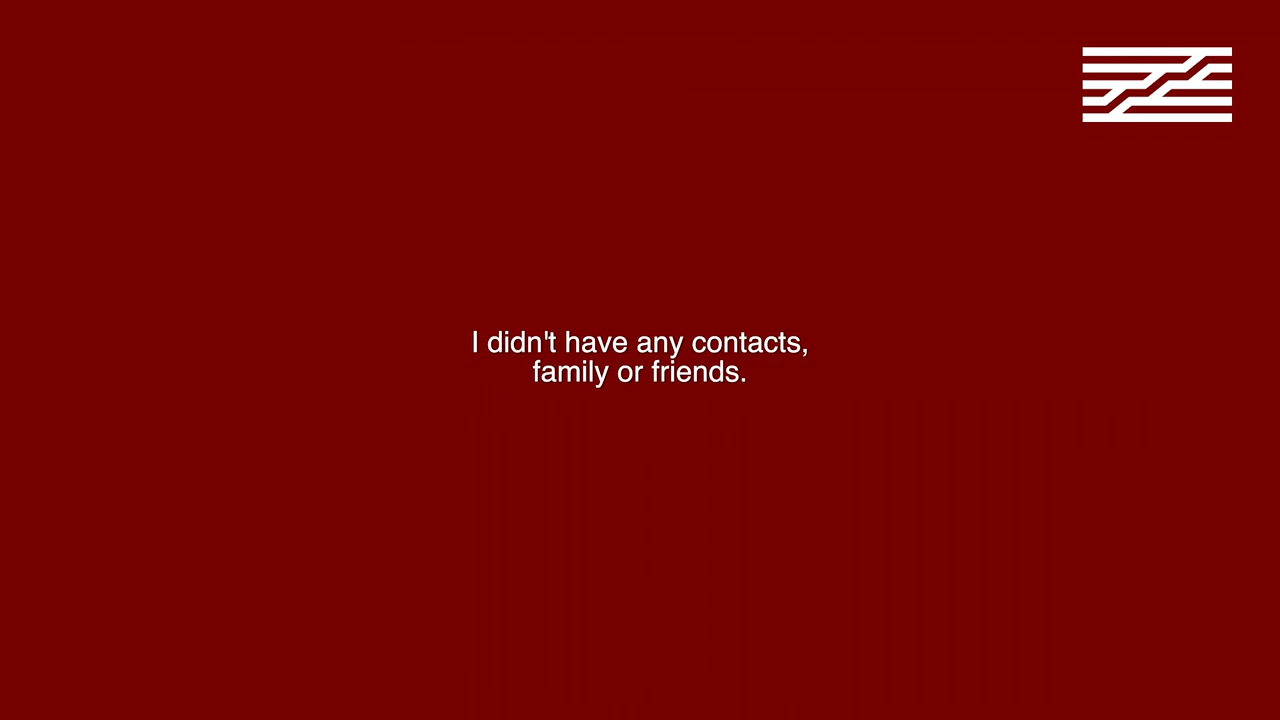 I didn't have any contacts,
family or friends.